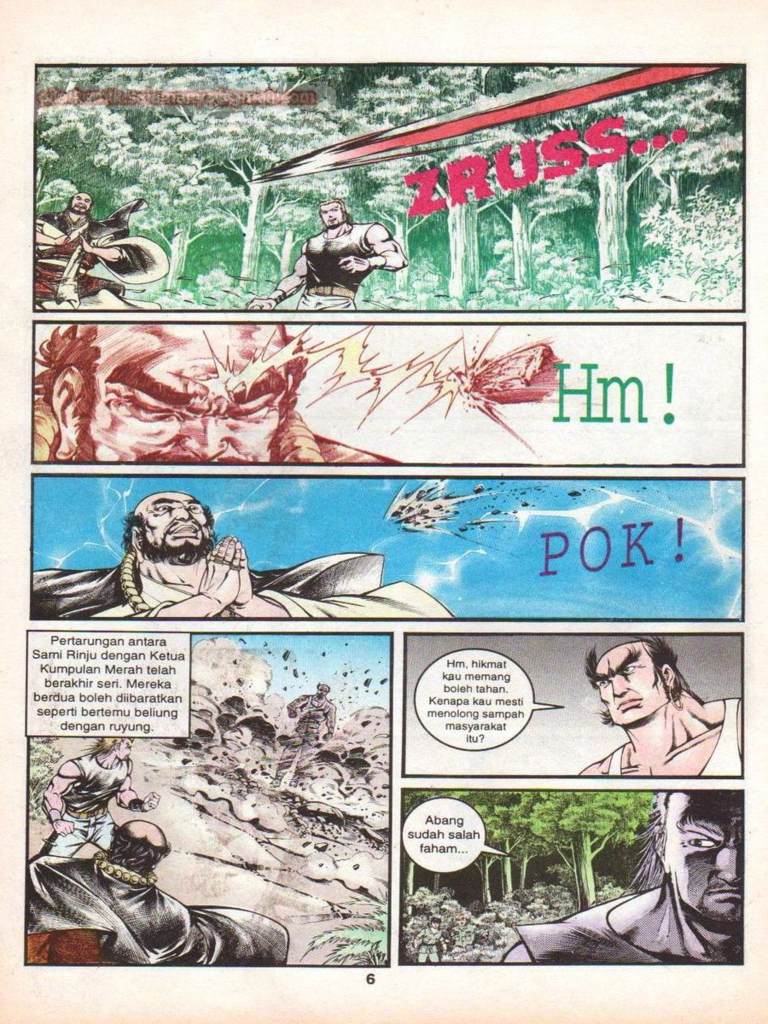 ZRUSS...
Hm!
POK!
Pertarungan antara
Sami Rinju dengan Ketua
Kumpulan Merah telah
berakhir seri. Mereka
berdua boleh diibaratkan
seperti bertemu beliung
dengan ruyung.
Hm, hikmat
kau memang
boleh tahan.
Kenapa kau mesti
menolong sampah
masyarakat
itu?
Abang
sudah salah
faham...
6